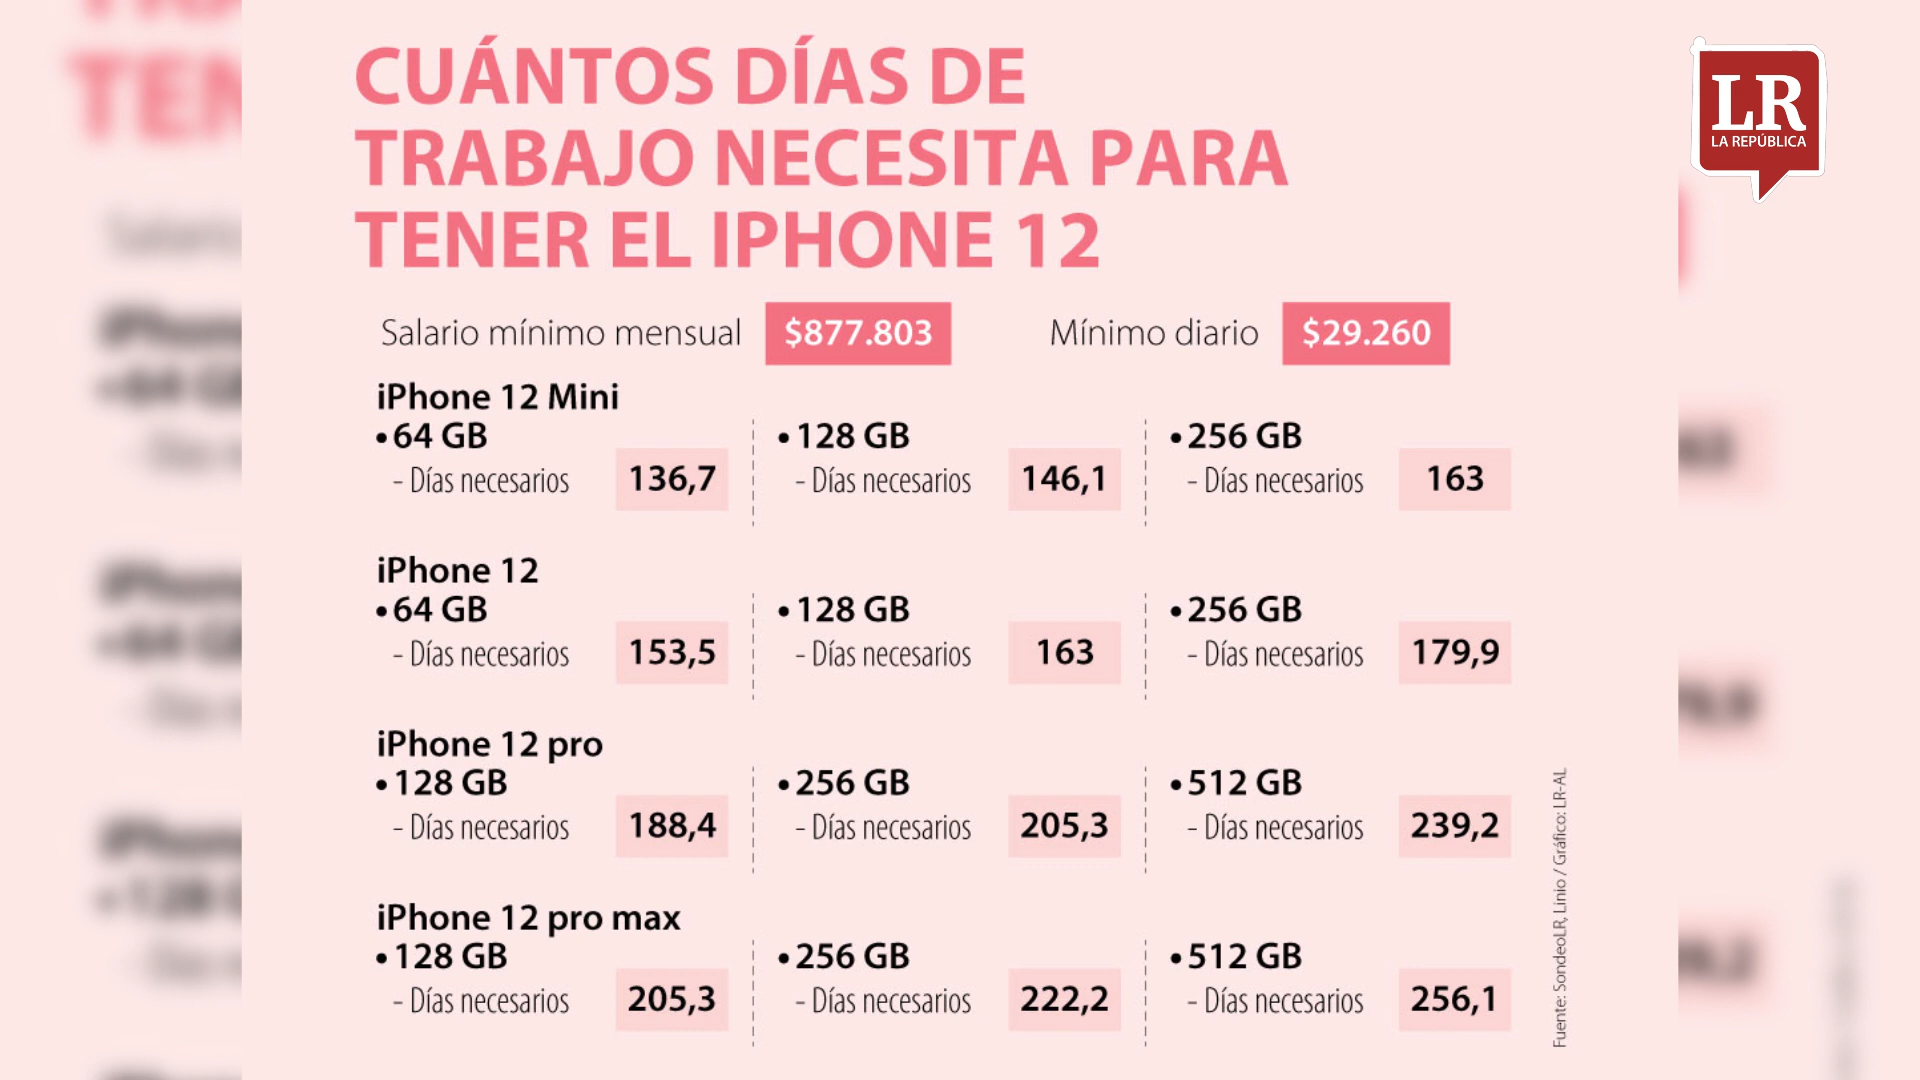 CUÁNTOS DÍAS DE
TRABAJO NECESITA PARA
TENER EL IPHONE 12
LR
LA REPÚBLICA
Salario mínimo mensual $877.803 Mínimo diario $29.260
iPhone 12 Mini
• 64 GB • 128 GB • 256 GB
- Días necesarios 136,7 - Días necesarios 146,1 - Días necesarios 163
iPhone 12
• 64 GB • 128 GB • 256 GB
- Días necesarios 153,5 - Días necesarios 163 - Días necesarios 179,9
iPhone 12 pro
• 128 GB • 256 GB • 512 GB
- Días necesarios 188,4 - Días necesarios 205,3 - Días necesarios 239,2
iPhone 12 pro max
• 128 GB • 256 GB • 512 GB
- Días necesarios 205,3 - Días necesarios 222,2 - Días necesarios 256,1
Fuente: SondeoLR, Linio / Gráfico: LR-AL